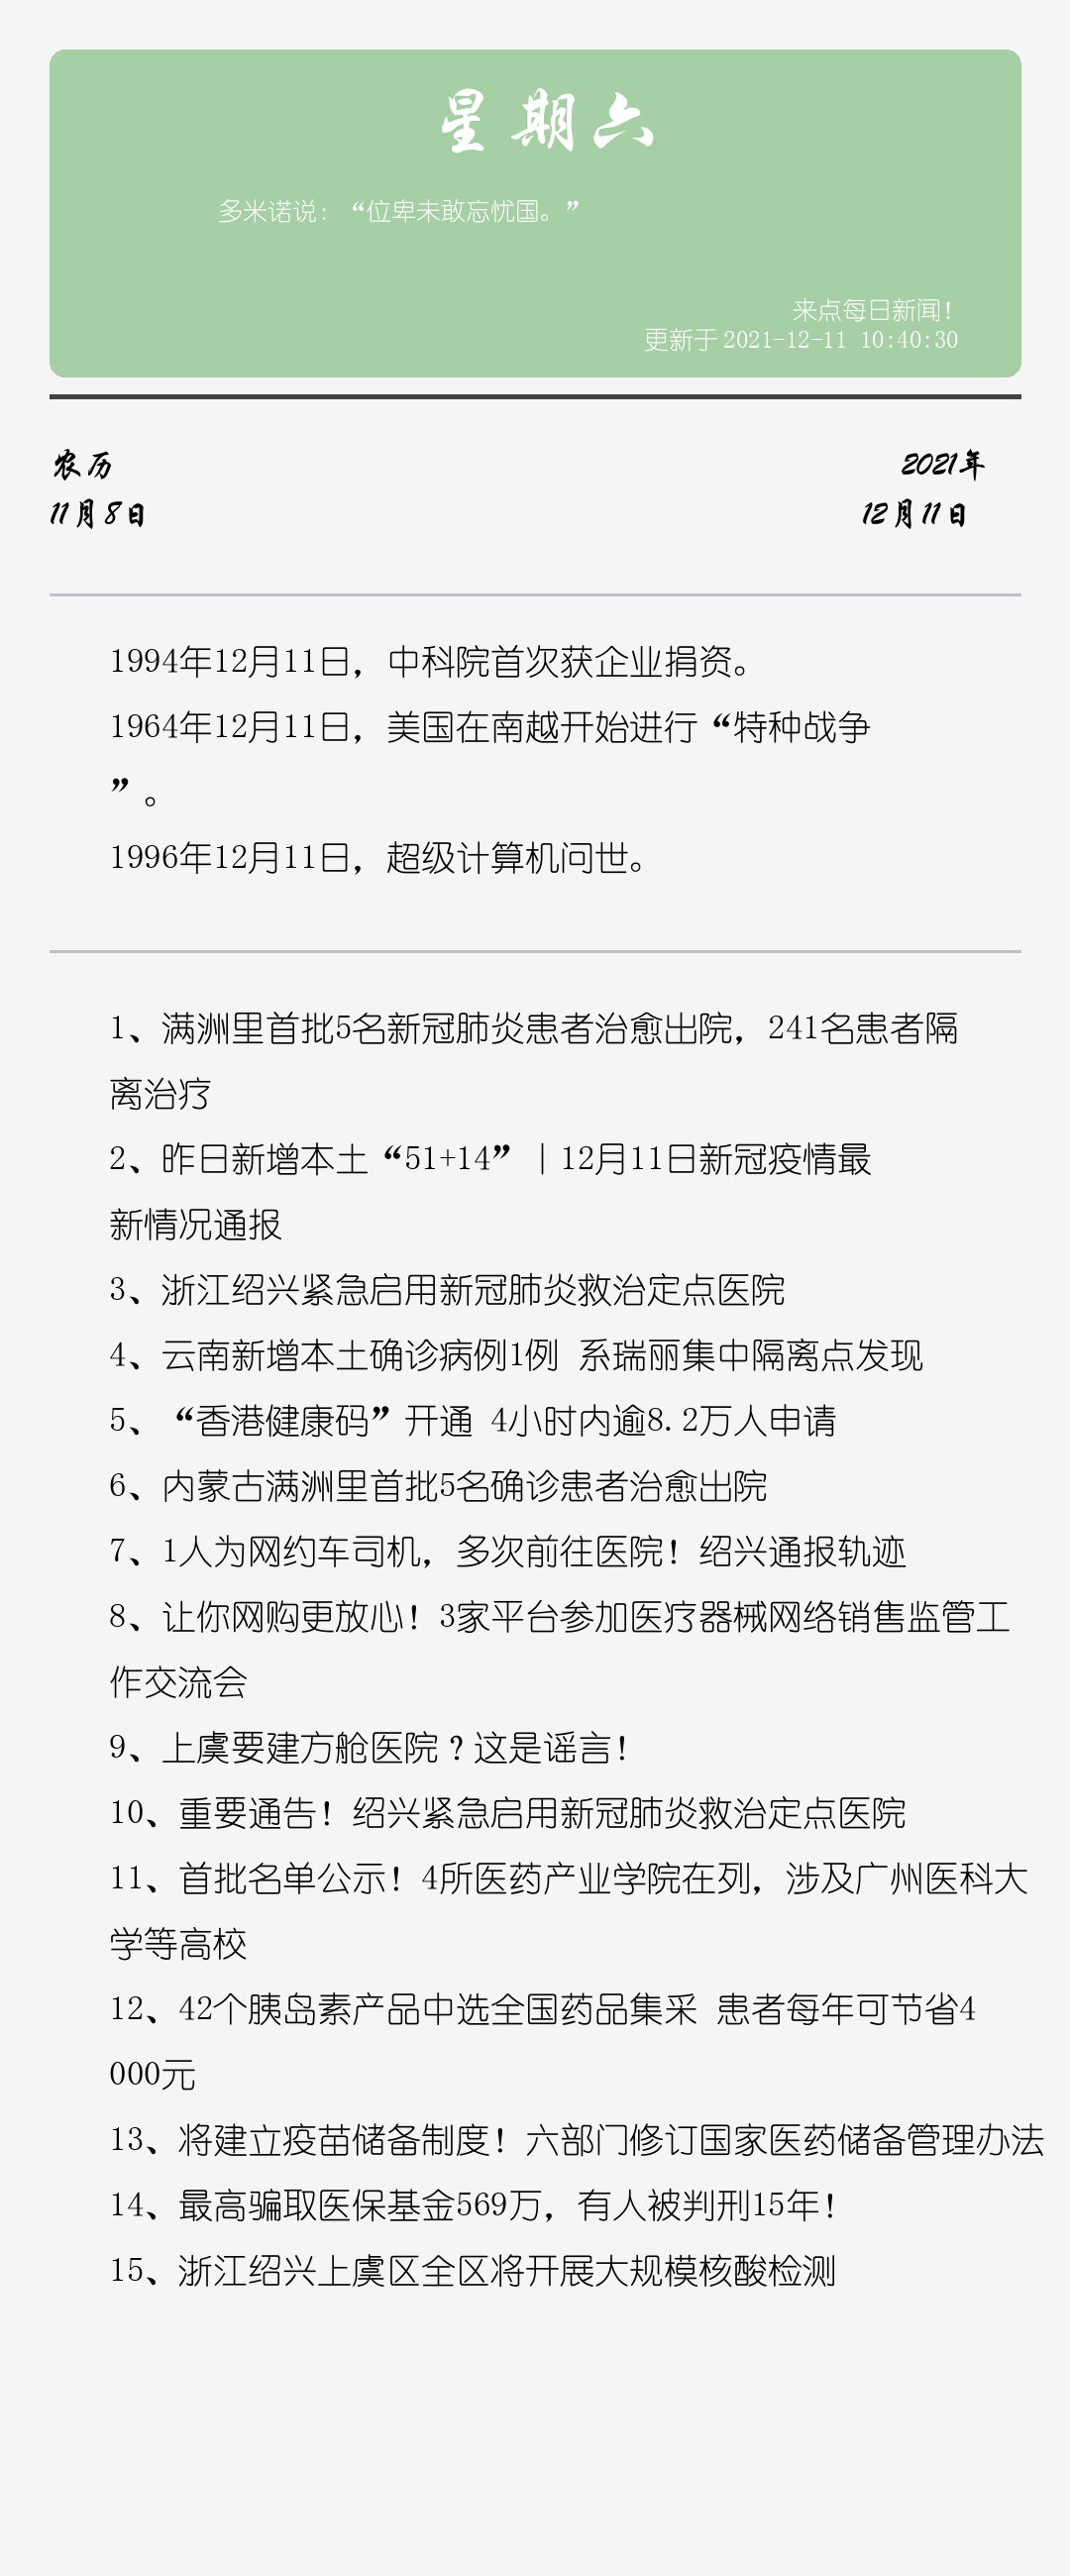 星期六
多米诺说：“位卑未敢忘忧国。”
来点每日新闻！
更新于 2021-12-11 10:40:30
农历
2021年
11月8日
12月11日
1994年12月11日，中科院首次获企业捐资。
1964年12月11日，美国在南越开始进行“特种战争
”。
1996年12月11日，超级计算机问世。
1、满洲里首批5名新冠肺炎患者治愈出院，241名患者隔
离治疗
2、昨日新增本土“51+14”｜12月11日新冠疫情最
新情况通报
3、浙江绍兴紧急启用新冠肺炎救治定点医院
4、云南新增本土确诊病例1例 系瑞丽集中隔离点发现
5、“香港健康码”开通 4小时内逾8.2万人申请
6、内蒙古满洲里首批5名确诊患者治愈出院
7、1人为网约车司机，多次前往医院！绍兴通报轨迹
8、让你网购更放心！3家平台参加医疗器械网络销售监管工
作交流会
9、上虞要建方舱医院？这是谣言！
10、重要通告！绍兴紧急启用新冠肺炎救治定点医院
11、首批名单公示！4所医药产业学院在列，涉及广州医科大
学等高校
12、42个胰岛素产品中选全国药品集采 患者每年可节省4
000元
13、将建立疫苗储备制度！六部门修订国家医药储备管理办法
14、最高骗取医保基金569万，有人被判刑15年！
15、浙江绍兴上虞区全区将开展大规模核酸检测